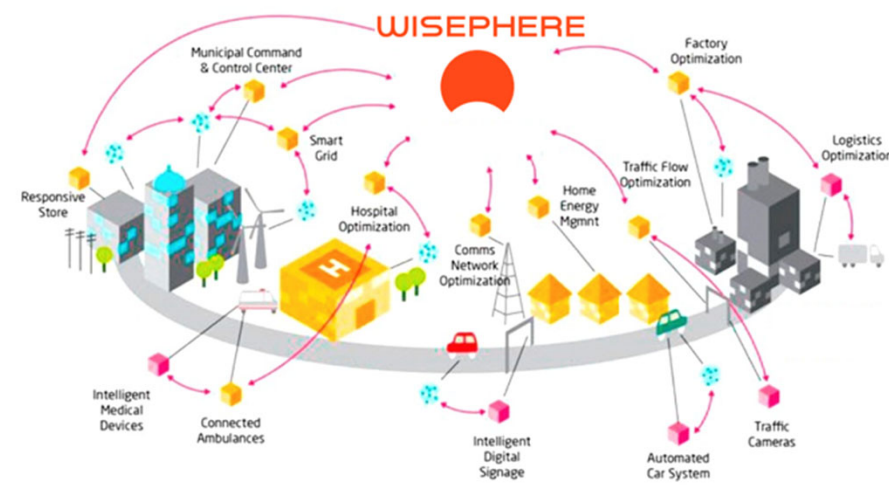 WISEPHERE
Municipal Command
& Control Center
Factory
Optimization
Smart
Grid
Logistics
Optimization
Traffic Flow
Optimization
Responsive
Store
Hospital
Optimization
Home
Energy
Mgmnt
Comms
Network
Optimization
H
Intelligent
Medical
Devices
Connected
Ambulances
Intelligent
Digital
Signage
Automated
Car System
Traffic
Cameras